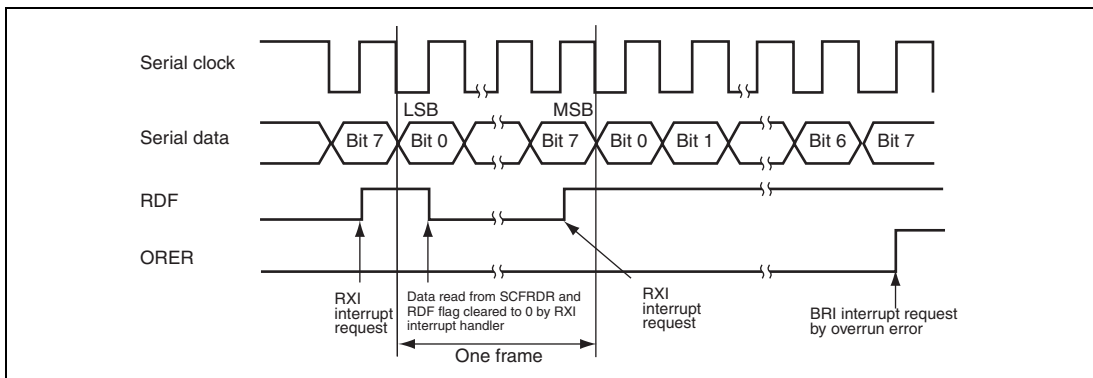 Serial clock
LSB
MSB
Serial data
Bit 7
Bit 0
Bit 7
Bit 0
Bit 1
Bit 6
Bit 7
RDF
ORER
RXI
interrupt
request
Data read from SCFRDR and
RDF flag cleared to 0 by RXI
interrupt handler
RXI
interrupt
request
BRI interrupt request
by overrun error
One frame